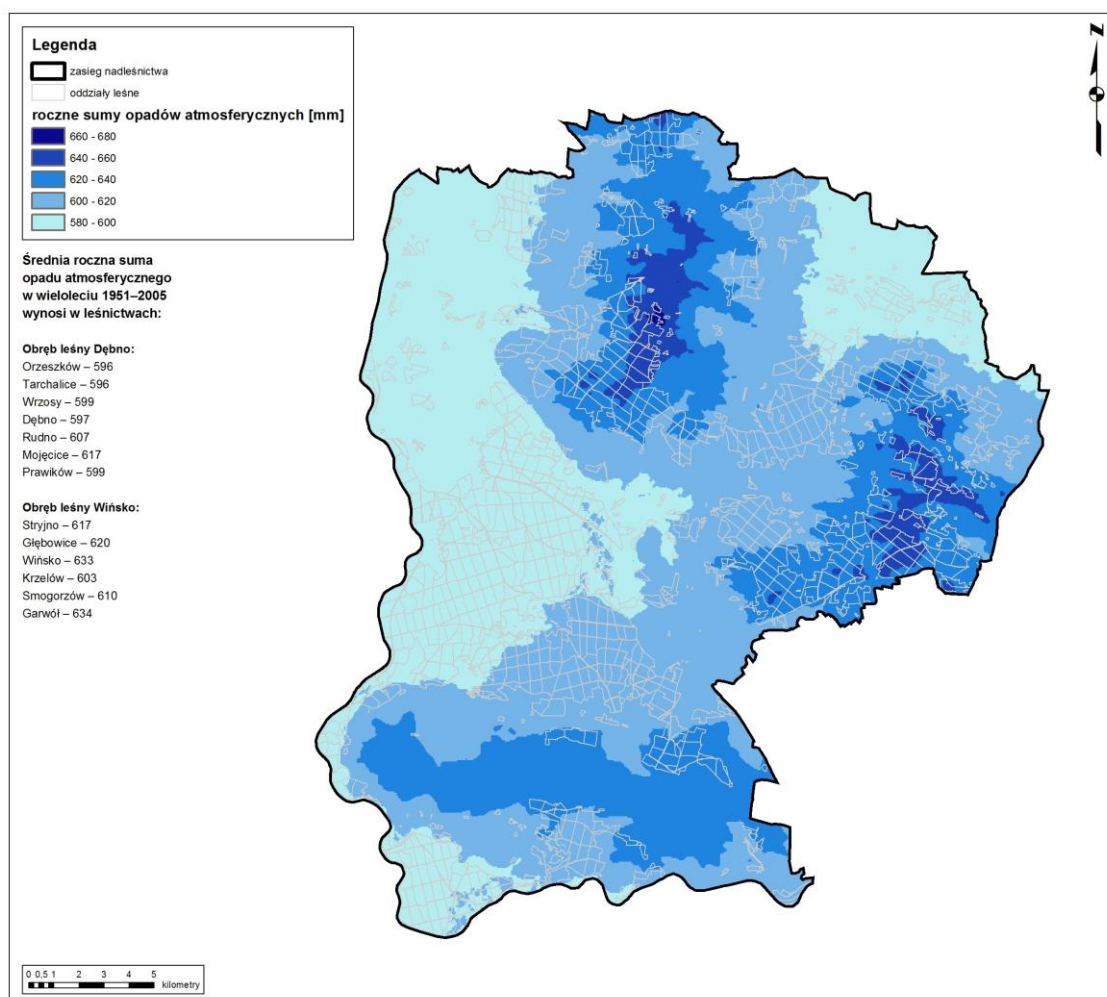 Legenda
zasięg nadleśnictwa
oddziały leśne
roczne sumy opadów atmosferycznych [mm]
660 - 680
640 - 660
620 - 640
600 - 620
580 - 600
Średnia roczna suma
opadu atmosferycznego
w wieloleciu 1951–2005
wynosi w leśnictwach:
Obręb leśny Dębno:
Orzeszków – 596
Tarchalice – 596
Wrzosy – 599
Dębno – 597
Rudno – 607
Mojęcice – 617
Prawików – 599
Obręb leśny Wińsko:
Stryjno – 617
Głębowice – 620
Wińsko – 633
Krzelów – 603
Smogorzów – 610
Garwół – 634
N
0 0,5 1 2 3 4 5
kilometry